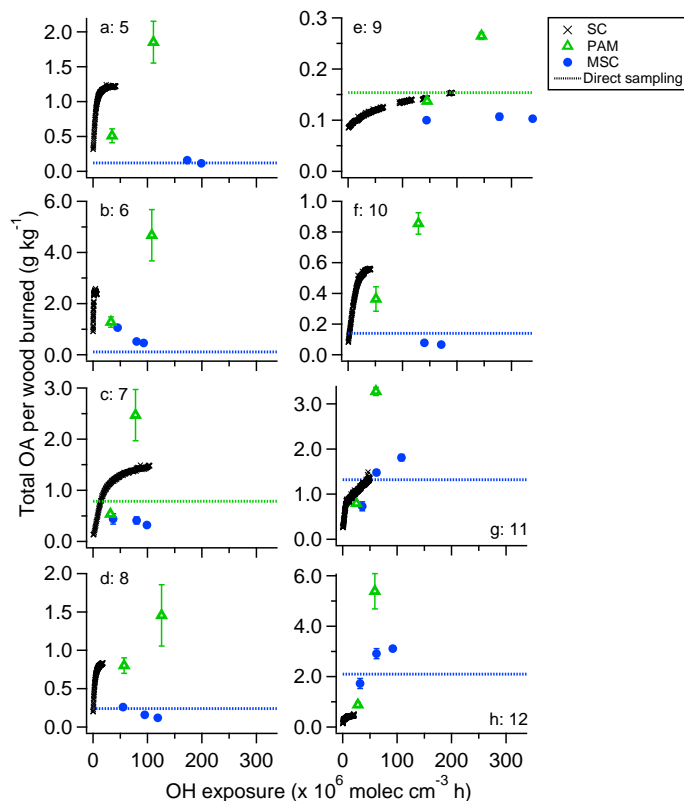 Total OA per wood burned (g kg⁻¹)
a: 5
2.0
1.5
1.0
0.5
0.0
b: 6
6.0
4.0
2.0
0.0
c: 7
3.0
2.0
1.0
0.0
d: 8
2.0
1.5
1.0
0.5
0.0
0 100 200 300
e: 9
0.3
0.2
0.1
0.0
f: 10
1.0
0.8
0.6
0.4
0.2
0.0
g: 11
3.0
2.0
1.0
0.0
h: 12
6.0
4.0
2.0
0.0
0 100 200 300
OH exposure (x 10⁶ molec cm⁻³ h)
SC
PAM
MSC
Direct sampling